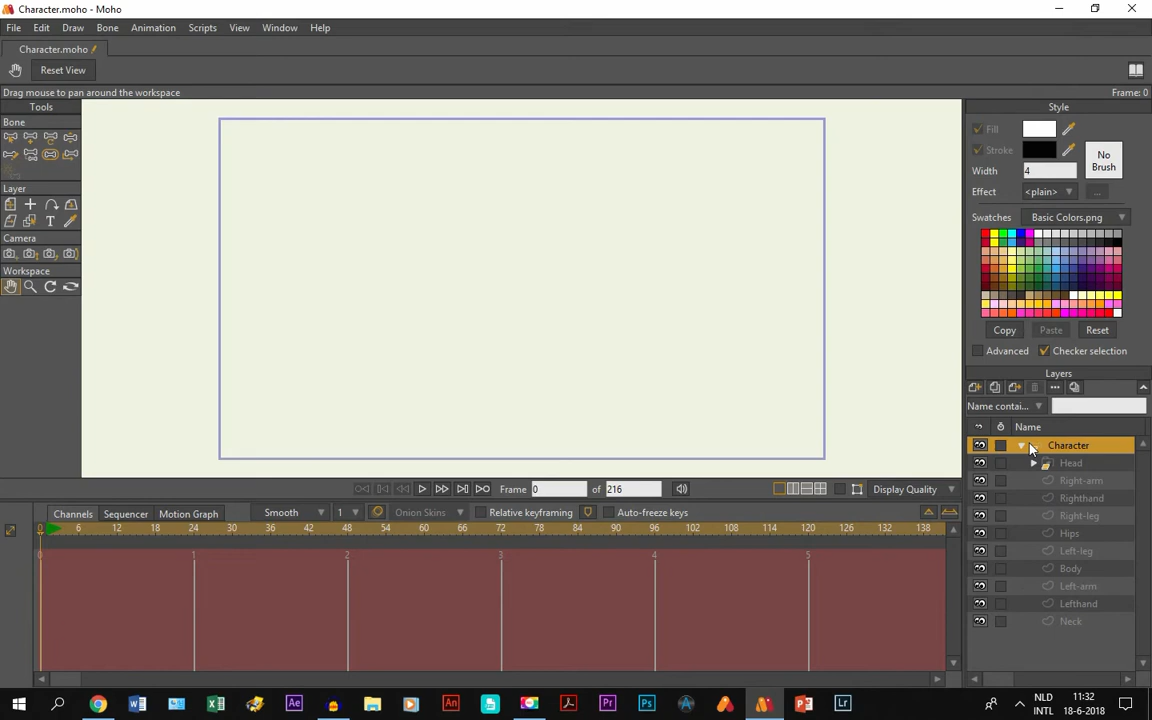 Character.moho - Moho
File Edit Draw Bone Animation Scripts View Window Help
Character.moho
Reset View
Drag mouse to pan around the workspace
Frame: 0
Tools
Bone
Layer
T
Camera
Workspace
Style
Fill
Stroke
No Brush
Width 4
Effect <plain> ...
Swatches Basic Colors.png
Copy Paste Reset
Advanced Checker selection
Layers
Name contai...
Name
Character
Head
Right-arm
Righthand
Right-leg
Hips
Left-leg
Body
Left-arm
Lefthand
Neck
Frame 0 of 216 Display Quality
Channels Sequencer Motion Graph Smooth 1 Onion Skins Relative keyframing Auto-freeze keys
0 6 12 18 24 30 36 42 48 54 60 66 72 78 84 90 96 102 108 114 120 126 132 138
0 1 2 3 4 5
Ae An Pr Ps Lr
NLD 11:32
INTL 18-6-2018